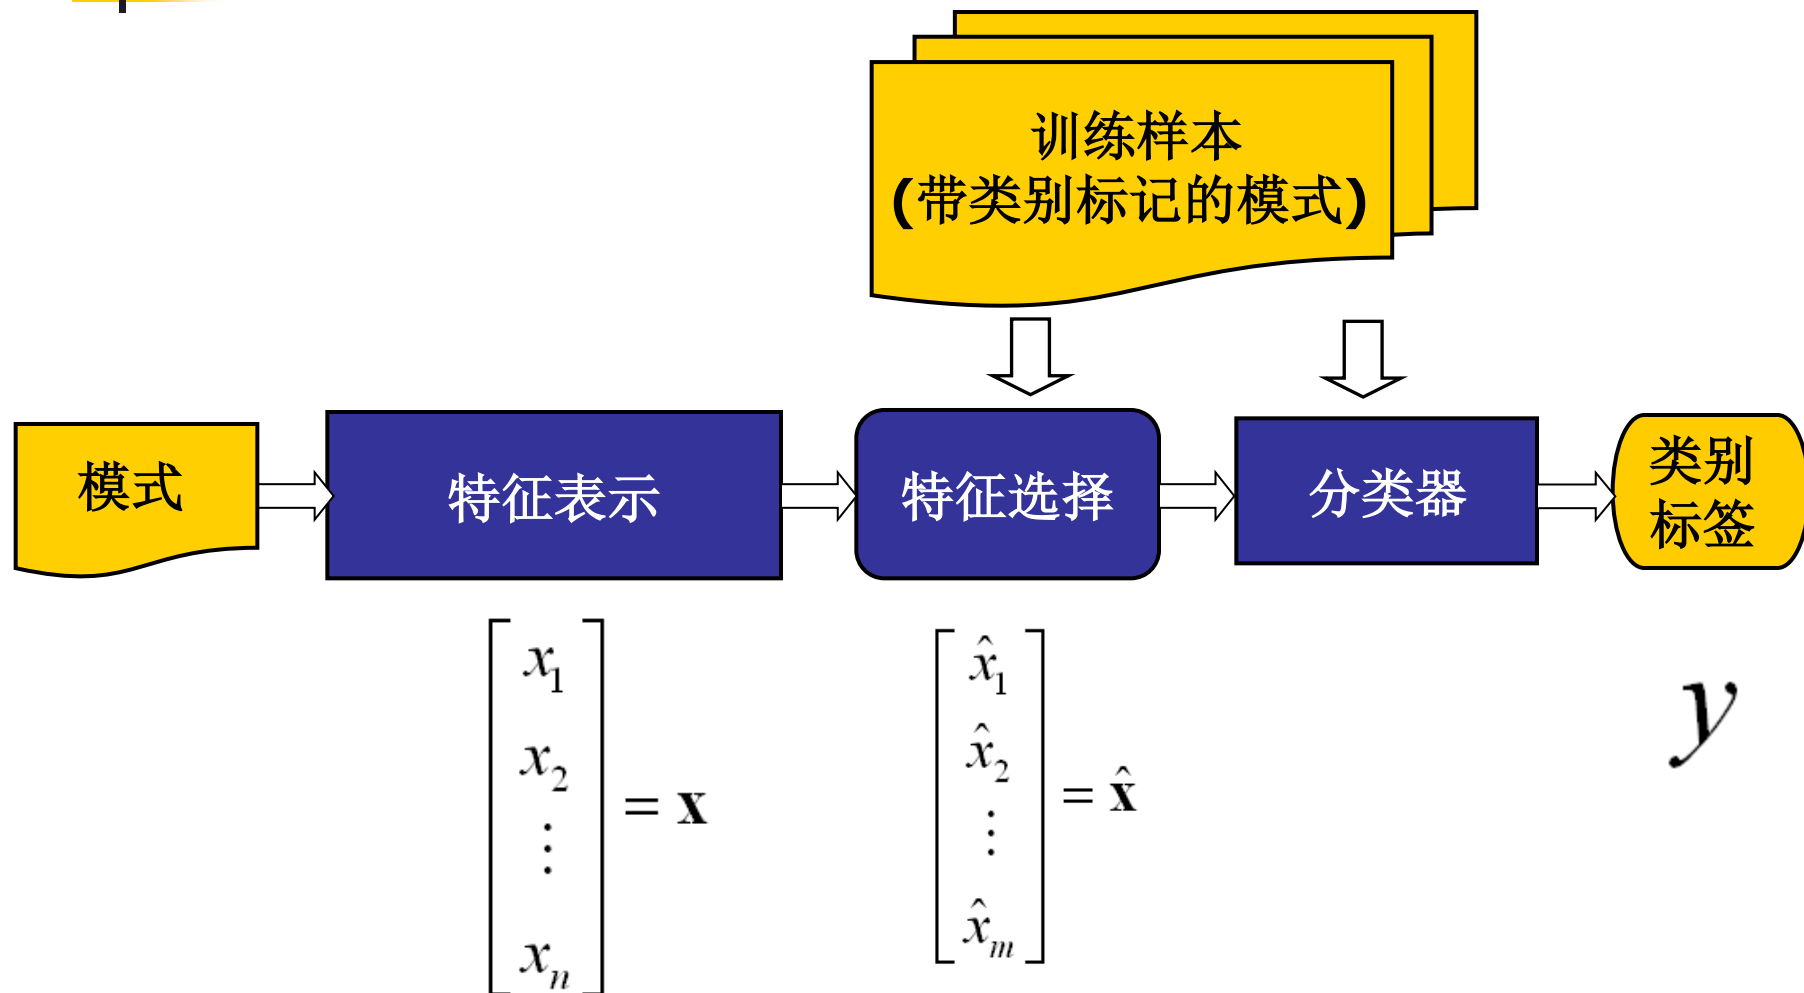 训练样本
(带类别标记的模式)
模式
特征表示
特征选择
分类器
类别
标签
x₁
x₂
⋮
xₙ
= x
x̂₁
x̂₂
⋮
x̂ₘ
= x̂
y